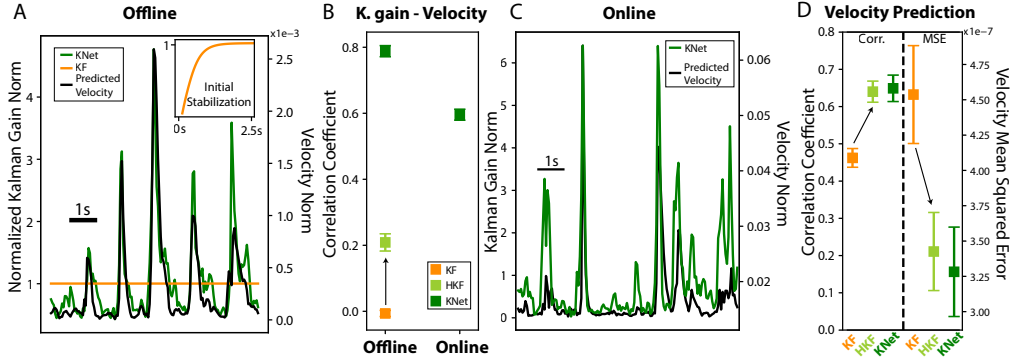 A
Offline
x1e−3
Normalized Kalman Gain Norm
5
4
3
2
1
KNet
KF
Predicted
Velocity
1
Initial
Stabilization
0s
2.5s
1s
2.5
2.0
1.5
1.0
0.5
0.0
Velocity Norm
B
K. gain - Velocity
Correlation Coefficient
0.8
0.6
0.4
0.2
0.0
KF
HKF
KNet
Offline
Online
C
Online
Kalman Gain Norm
6
5
4
3
2
1
0
KNet
Predicted
Velocity
1s
0.06
0.05
0.04
0.03
0.02
Velocity Norm
D
Velocity Prediction
x1e−7
Corr.
MSE
Correlation Coefficient
0.8
0.7
0.6
0.5
0.4
0.3
0.2
0.1
0.0
4.75
4.50
4.25
4.00
3.75
3.50
3.25
3.00
Velocity Mean Squared Error
KF
HKF
KNet
KF
HKF
KNet